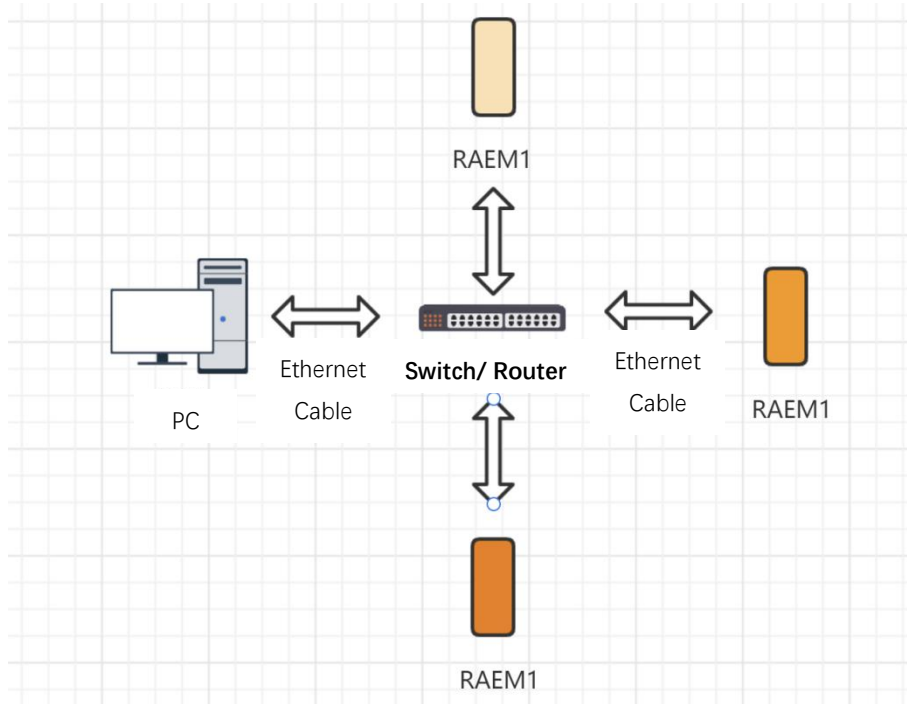 RAEM1
Ethernet
Cable
Switch/ Router
Ethernet
Cable
PC
RAEM1
RAEM1